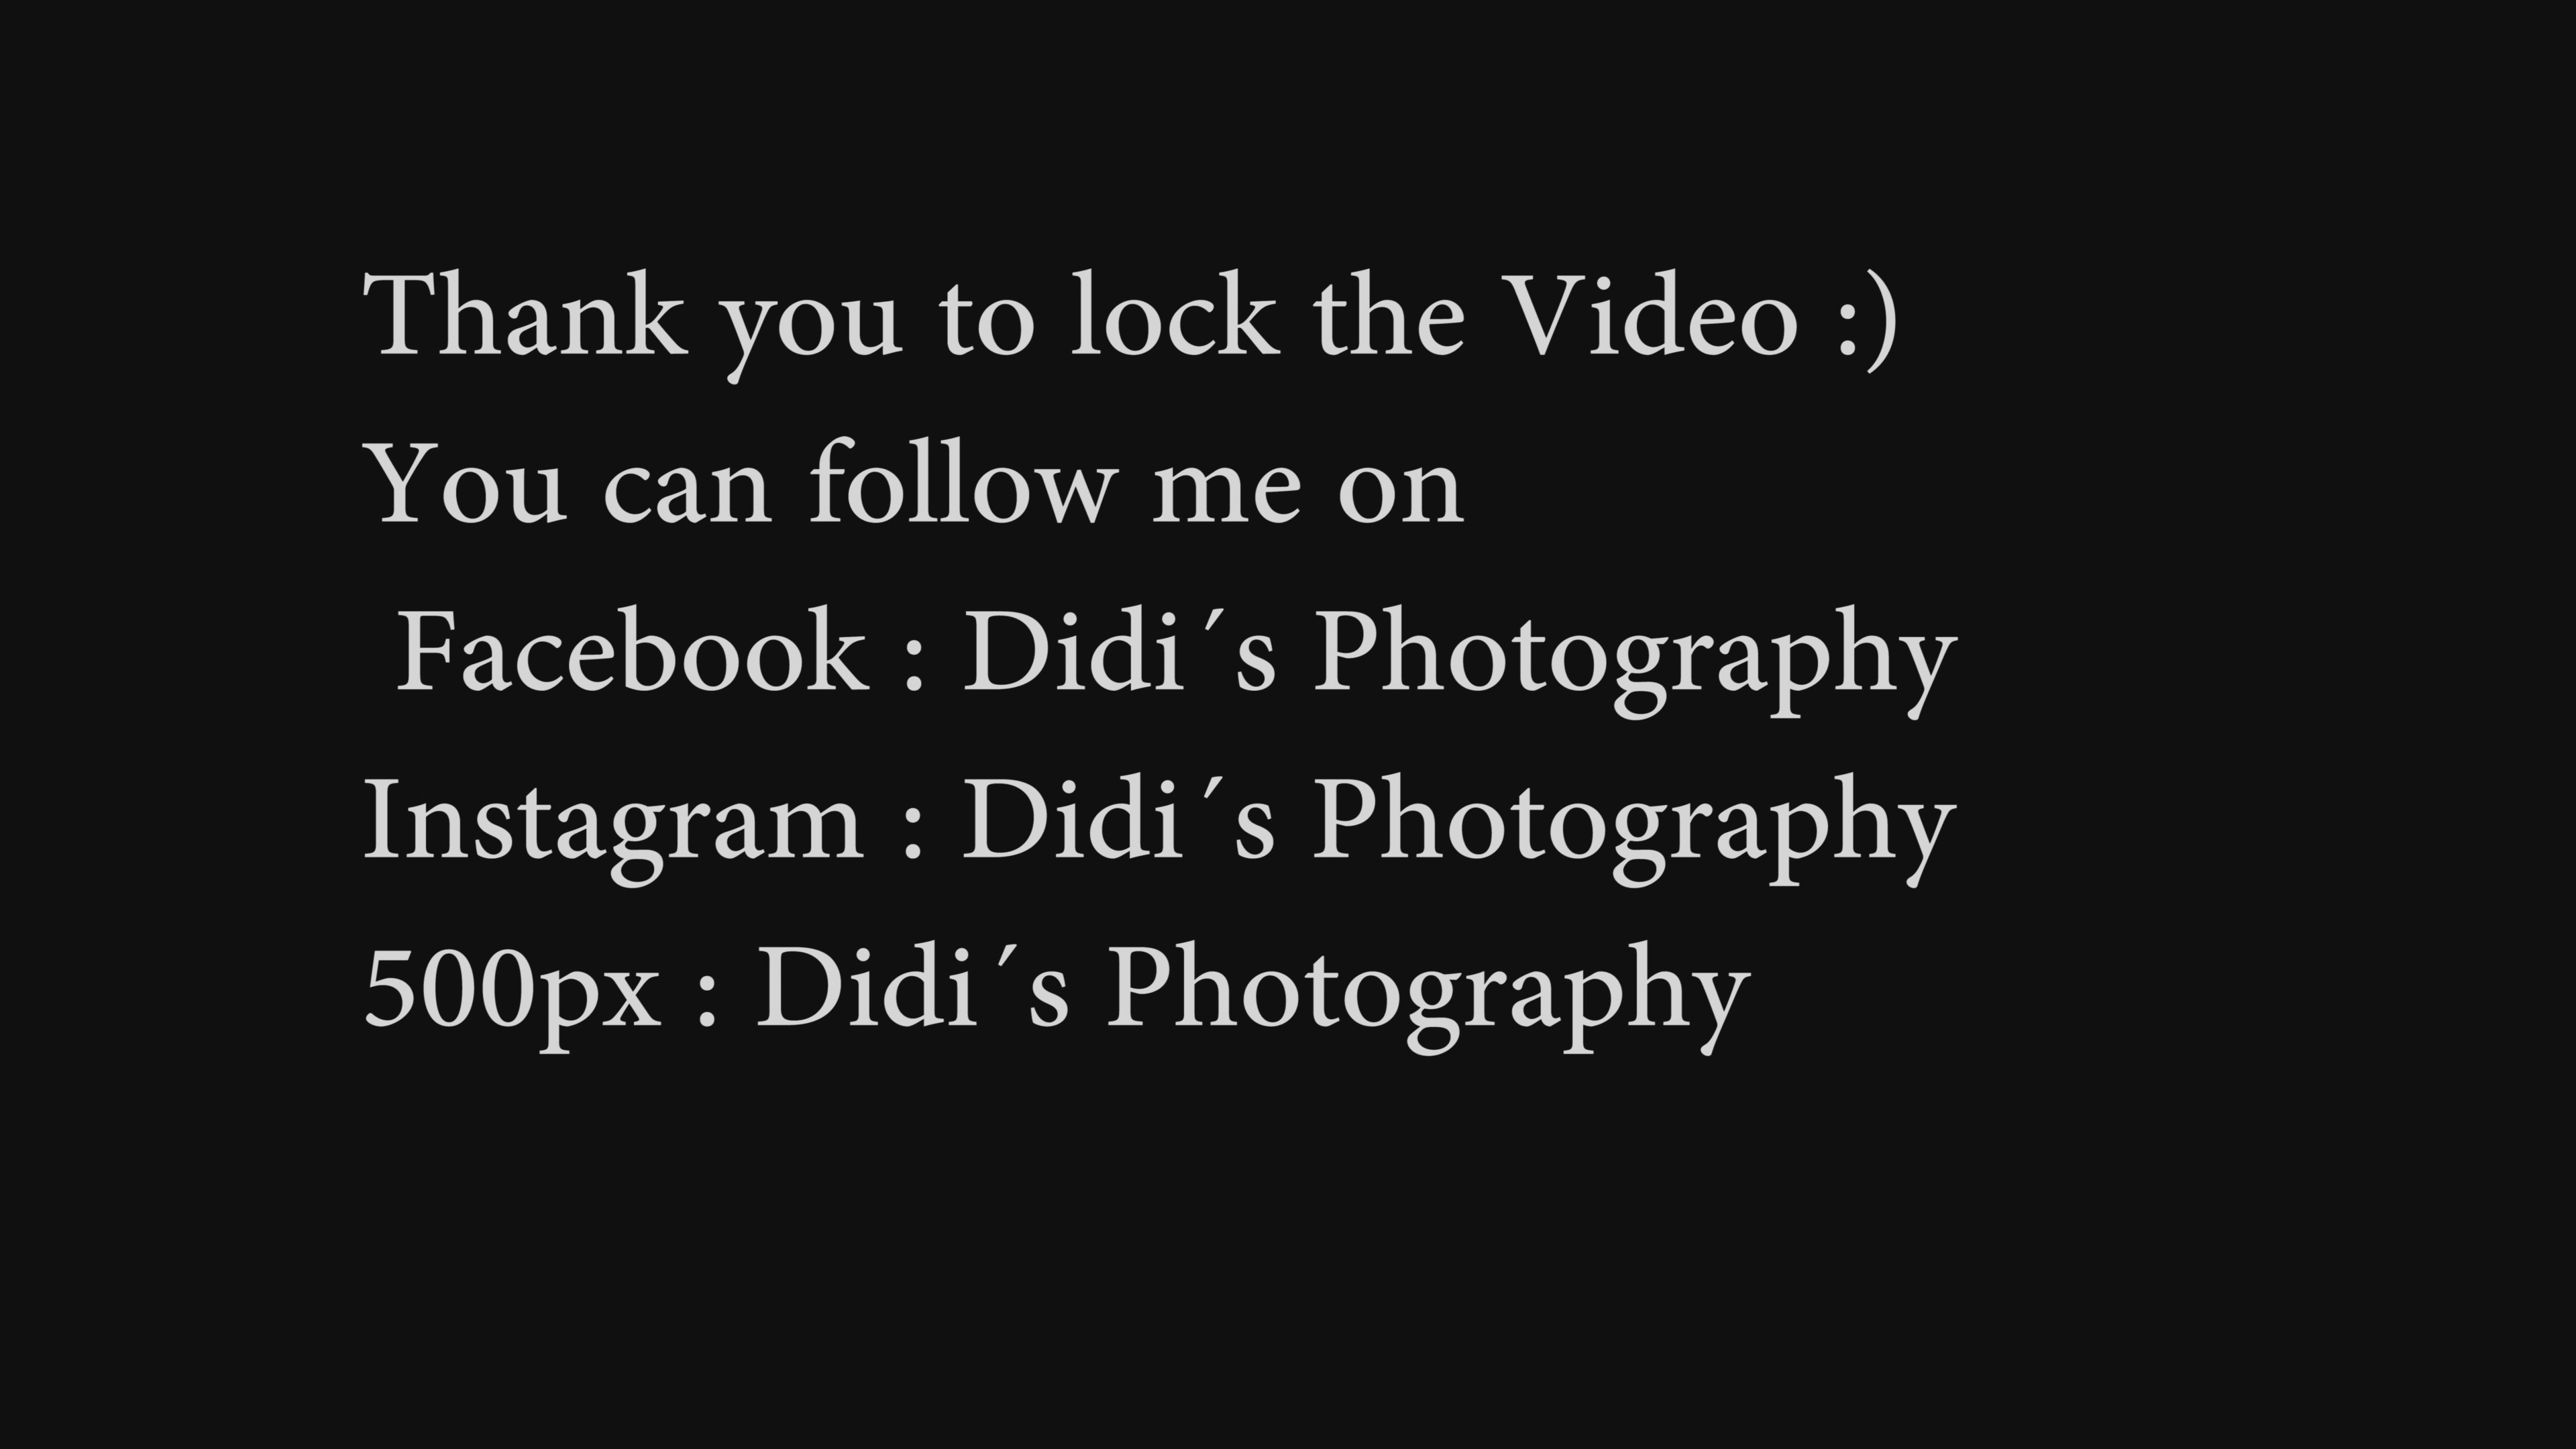 Thank you to lock the Video :)
You can follow me on
Facebook : Didi´s Photography
Instagram : Didi´s Photography
500px : Didi´s Photography